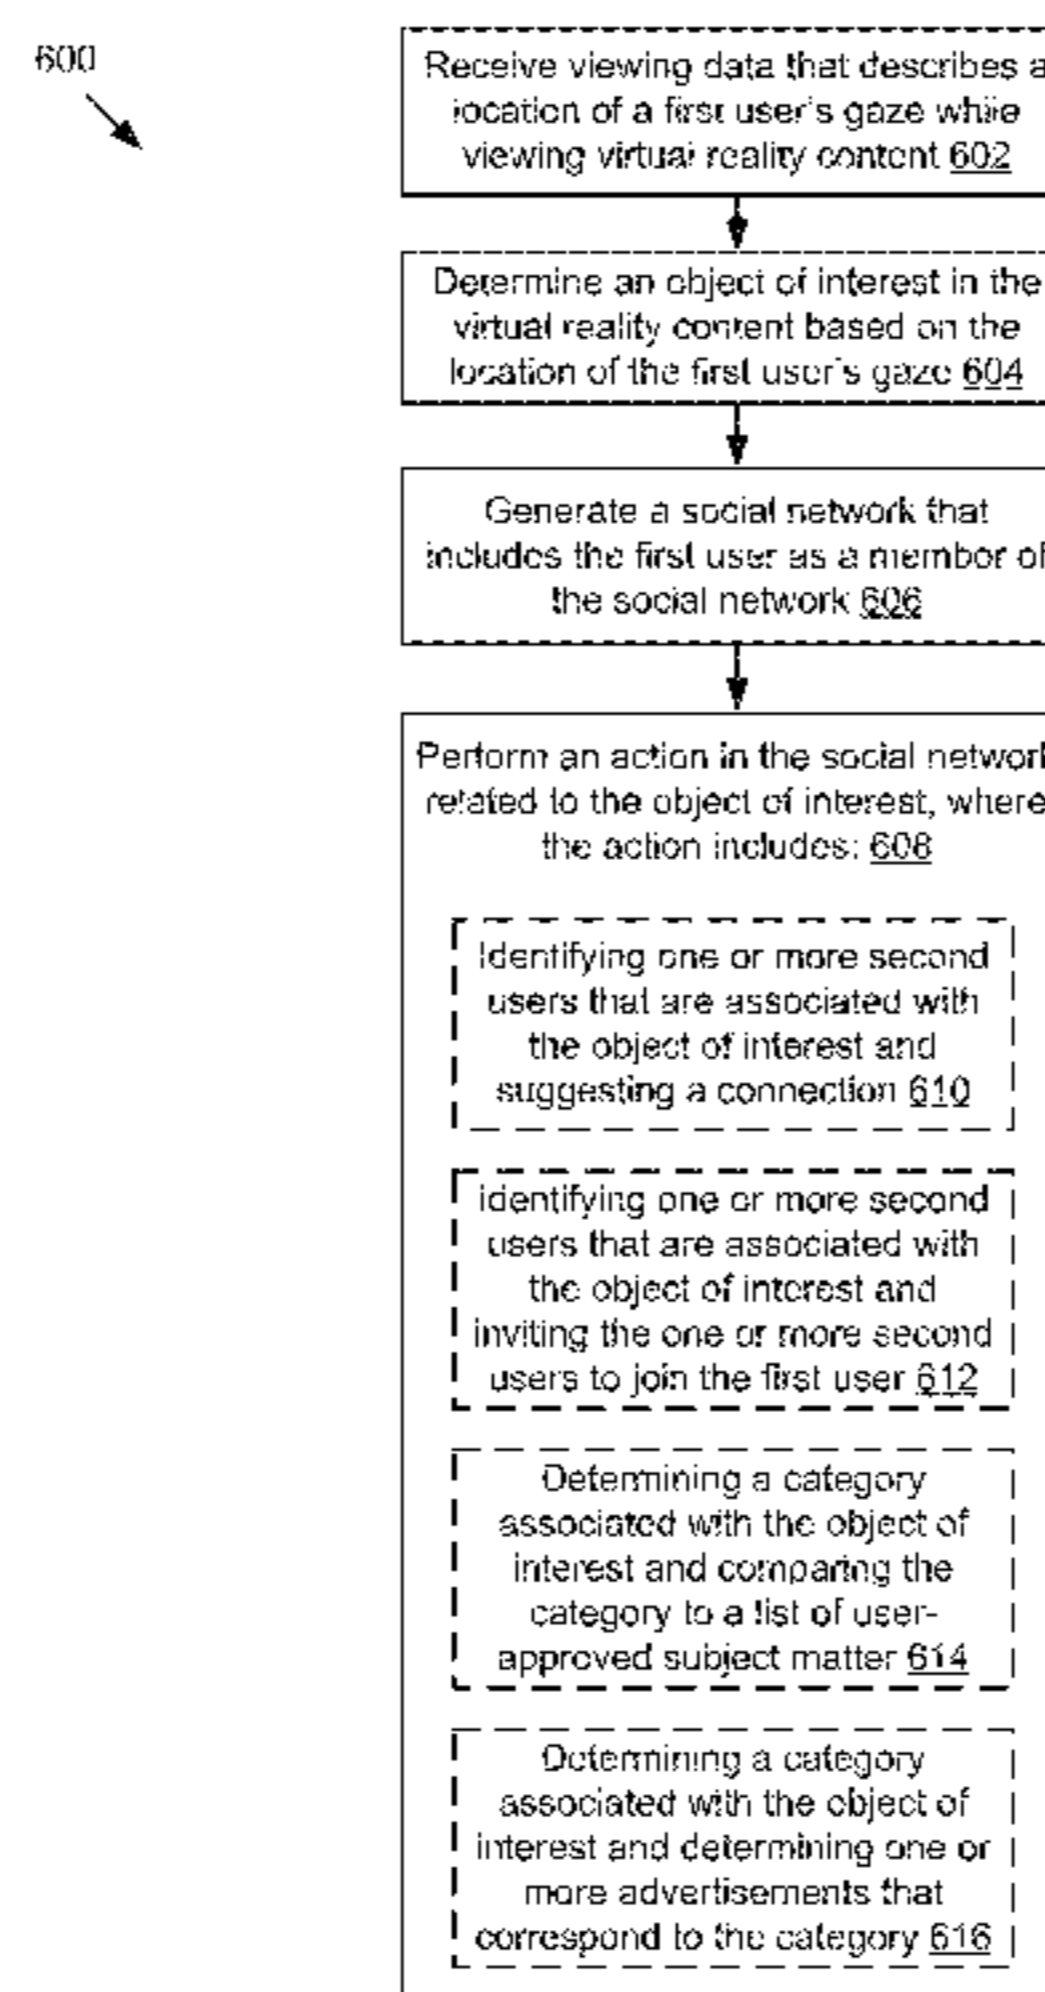 600
Receive viewing data that describes a
location of a first user's gaze while
viewing virtual reality content 602
Determine an object of interest in the
virtual reality content based on the
location of the first user's gaze 604
Generate a social network that
includes the first user as a member of
the social network 606
Perform an action in the social network
related to the object of interest, where
the action includes: 608
Identifying one or more second
users that are associated with
the object of interest and
suggesting a connection 610
Identifying one or more second
users that are associated with
the object of interest and
inviting the one or more second
users to join the first user 612
Determining a category
associated with the object of
interest and comparing the
category to a list of user-
approved subject matter 614
Determining a category
associated with the object of
interest and determining one or
more advertisements that
correspond to the category 616